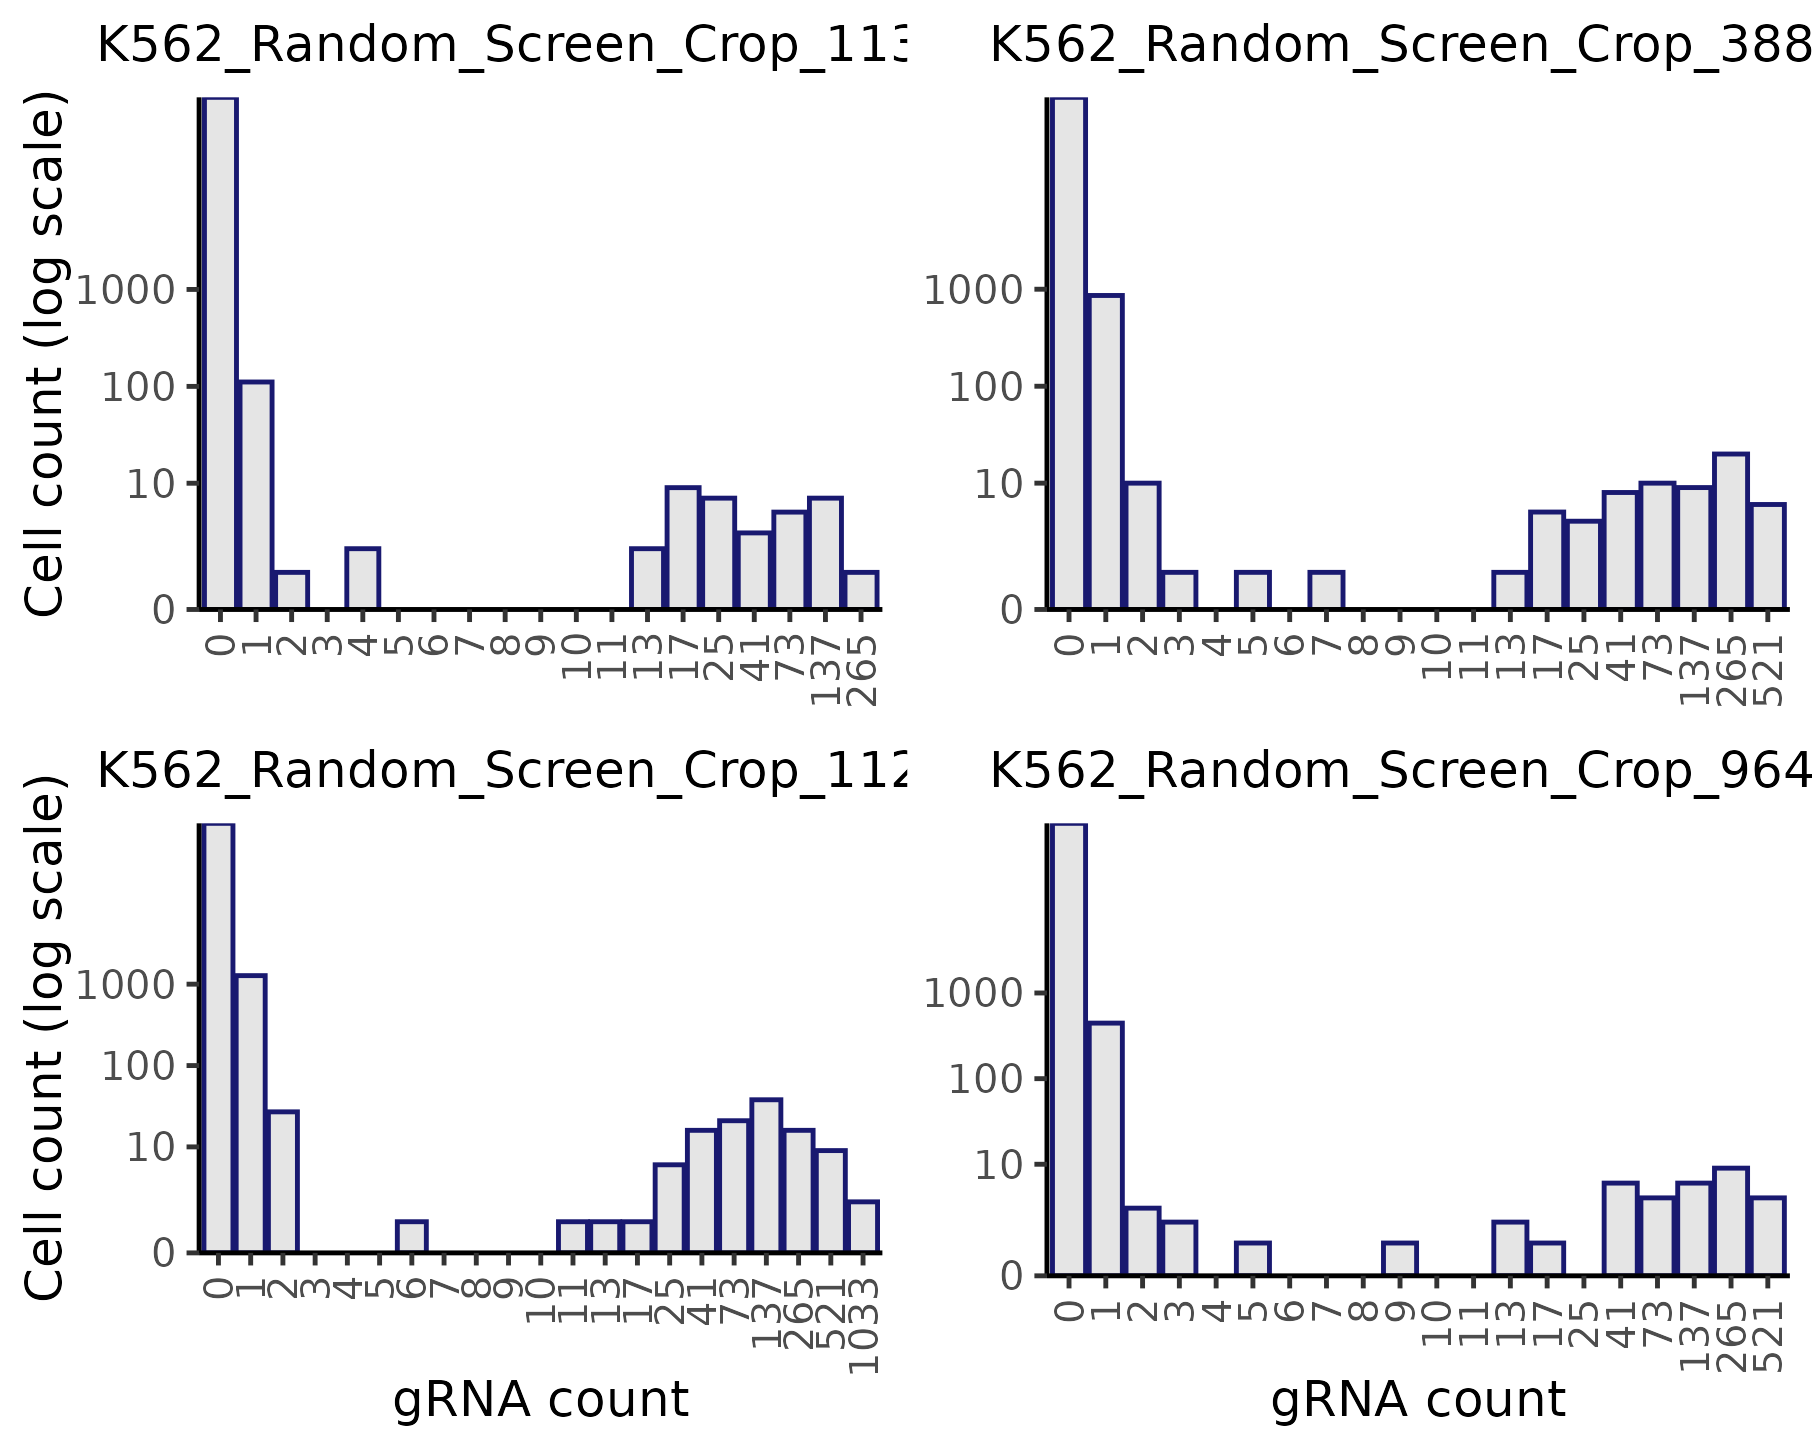 K562_Random_Screen_Crop_113
K562_Random_Screen_Crop_388
Cell count (log scale)
1000
100
10
0
0 1 2 3 4 5 6 7 8 9 10 11 13 17 25 41 73 137 265
1000
100
10
0
0 1 2 3 4 5 6 7 8 9 10 11 13 17 25 41 73 137 265 521
K562_Random_Screen_Crop_112
K562_Random_Screen_Crop_964
Cell count (log scale)
1000
100
10
0
0 1 2 3 4 5 6 7 8 9 10 11 13 17 25 41 73 137 265 521 1033
gRNA count
1000
100
10
0
0 1 2 3 4 5 6 7 8 9 10 11 13 17 25 41 73 137 265 521
gRNA count